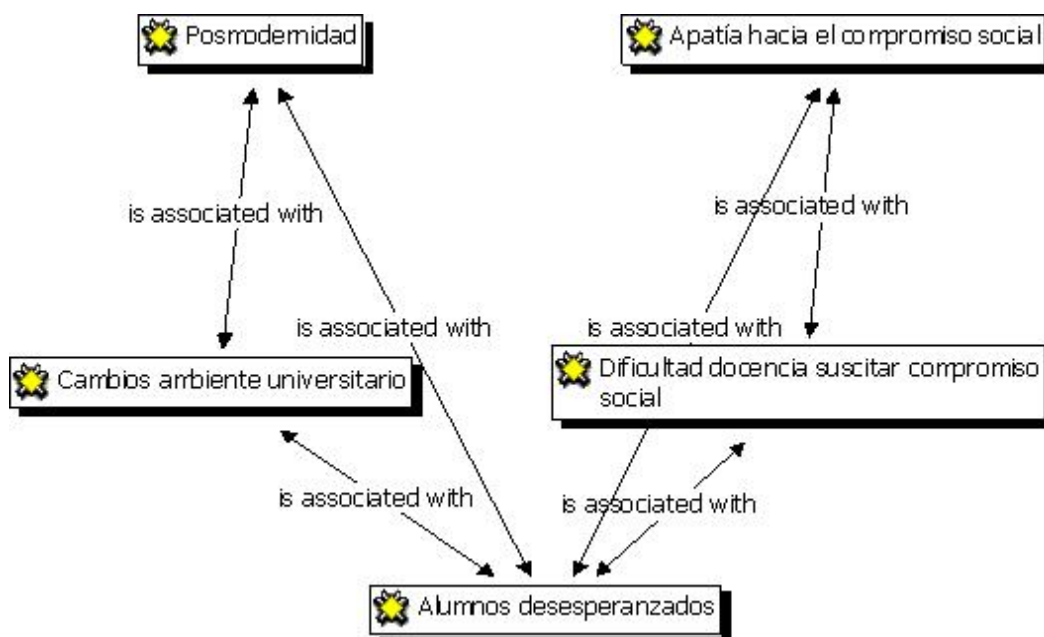 Posmodernidad
Apatía hacia el compromiso social
is associated with
is associated with
is associated with
is associated with
Cambios ambiente universitario
Dificultad docencia suscitar compromiso
social
is associated with
is associated with
Alumnos desesperanzados